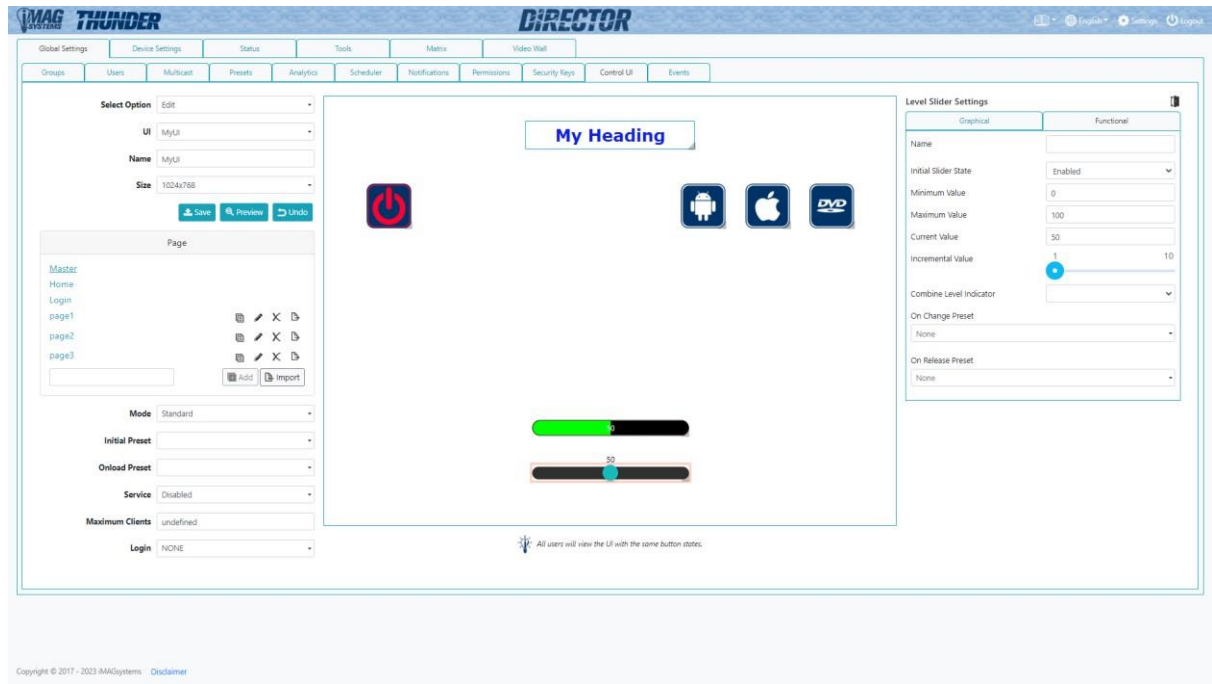 iMAG SYSTEMS THUNDER DiRECTOR English Settings Logout
Global Settings Device Settings Status Tools Matrix Video Wall
Groups Users Multicast Presets Analytics Scheduler Notifications Permissions Security Keys Control UI Events
Select Option Edit
UI MyUI
Name MyUI
Size 1024x768
Save Preview Undo
Page
Master
Home
Login
page1
page2
page3
Add Import
Mode Standard
Initial Preset
Onload Preset
Service Disabled
Maximum Clients undefined
Login NONE
My Heading
DVD
50
50
All users will view the UI with the same button states.
Level Slider Settings
Graphical Functional
Name
Initial Slider State Enabled
Minimum Value 0
Maximum Value 100
Current Value 50
Incremental Value 1 10
Combine Level Indicator
On Change Preset
None
On Release Preset
None
Copyright © 2017 - 2023 iMAGsystems Disclaimer